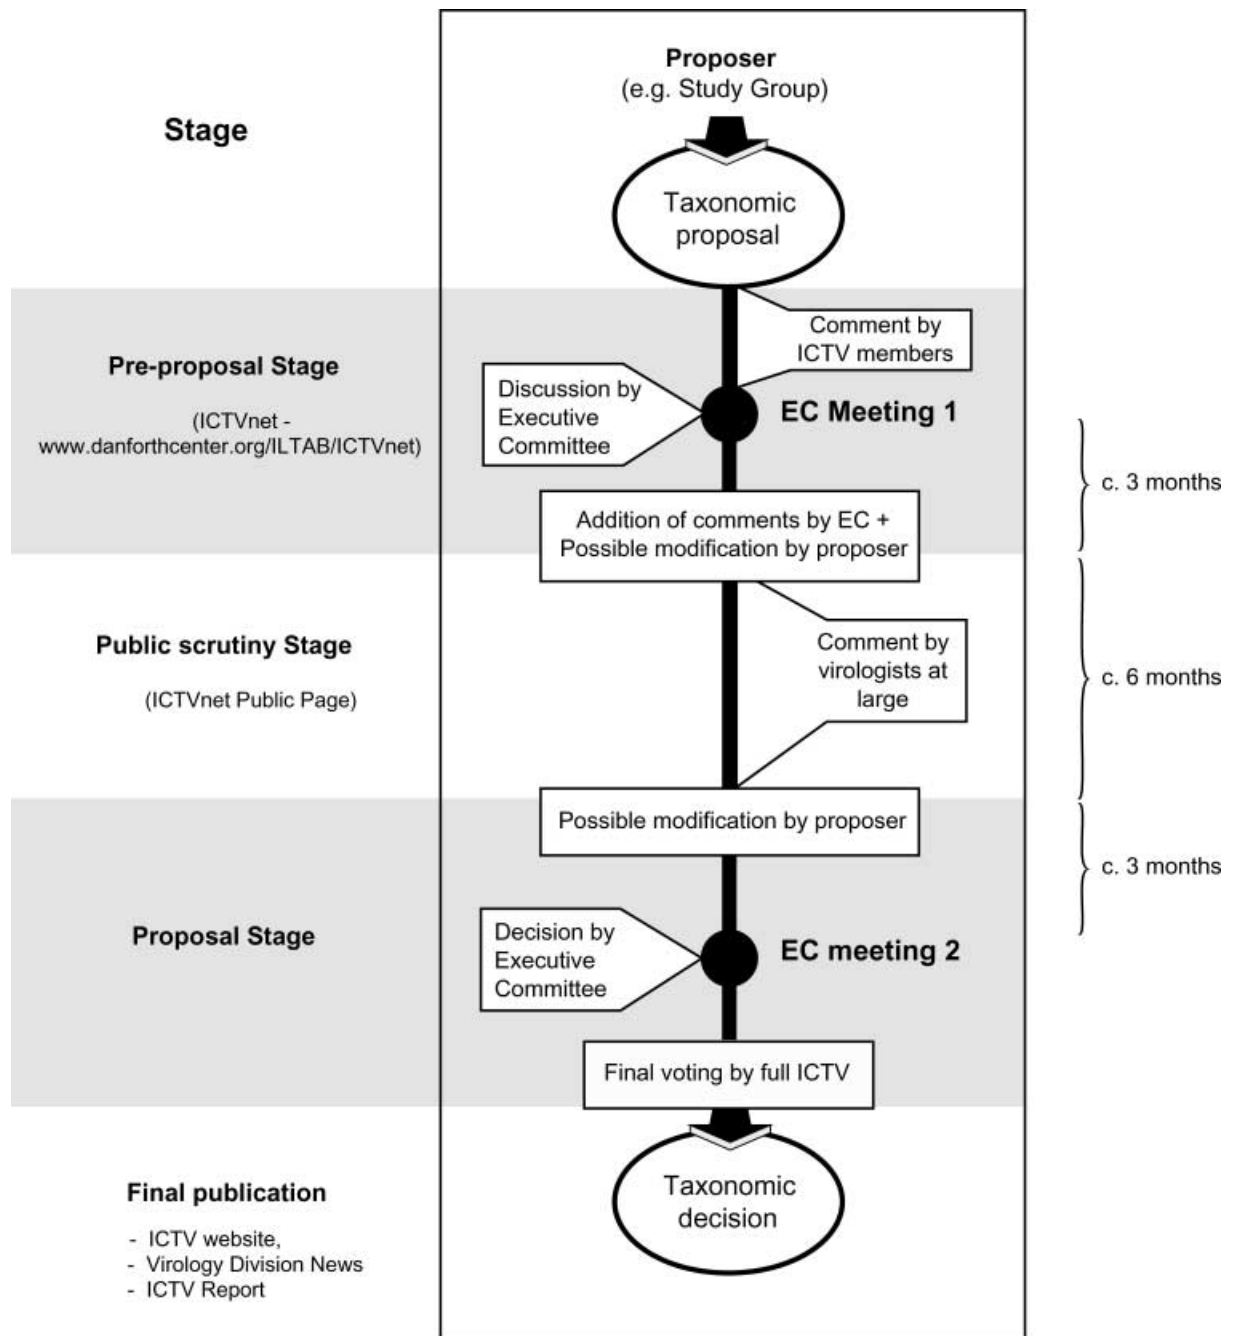 Proposer
(e.g. Study Group)
Stage
Taxonomic
proposal
Comment by
ICTV members
Pre-proposal Stage
(ICTVnet -
www.danforthcenter.org/ILTAB/ICTVnet)
Discussion by
Executive
Committee
EC Meeting 1
c. 3 months
Addition of comments by EC +
Possible modification by proposer
Public scrutiny Stage
(ICTVnet Public Page)
Comment by
virologists at
large
c. 6 months
Possible modification by proposer
c. 3 months
Proposal Stage
Decision by
Executive
Committee
EC meeting 2
Final voting by full ICTV
Final publication
- ICTV website,
- Virology Division News
- ICTV Report
Taxonomic
decision